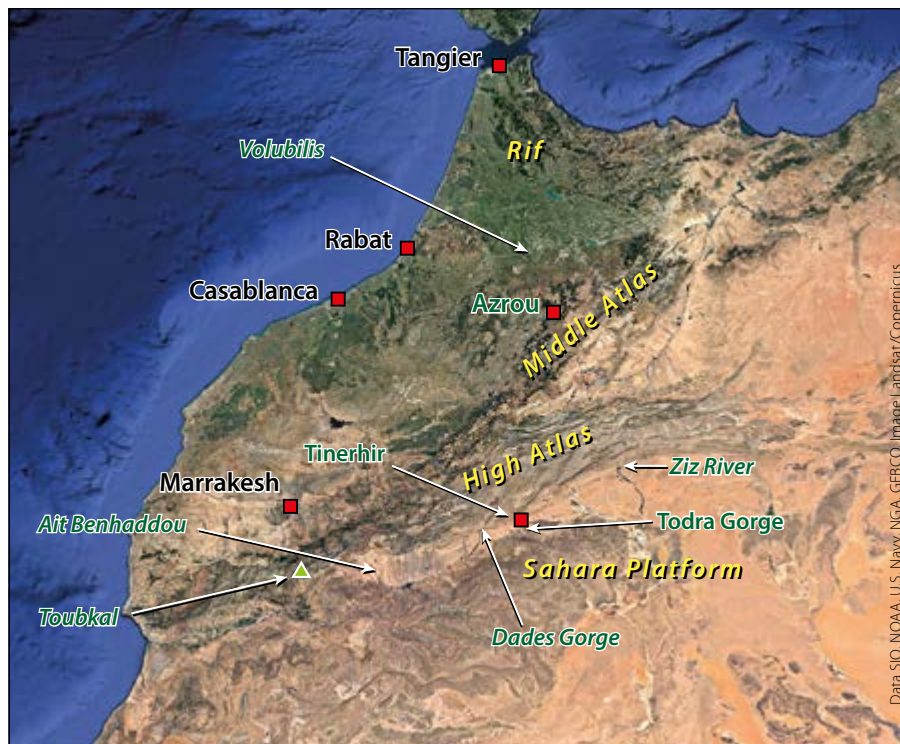 Tangier
Rif
Volubilis
Rabat
Casablanca
Azrou
Middle Atlas
High Atlas
Tinerhir
Ziz River
Marrakesh
Ait Benhaddou
Todra Gorge
Sahara Platform
Toubkal
Dades Gorge
Data SIO, NOAA, U.S. Navy, NGA, GEBCO, Image Landsat/Copernicus